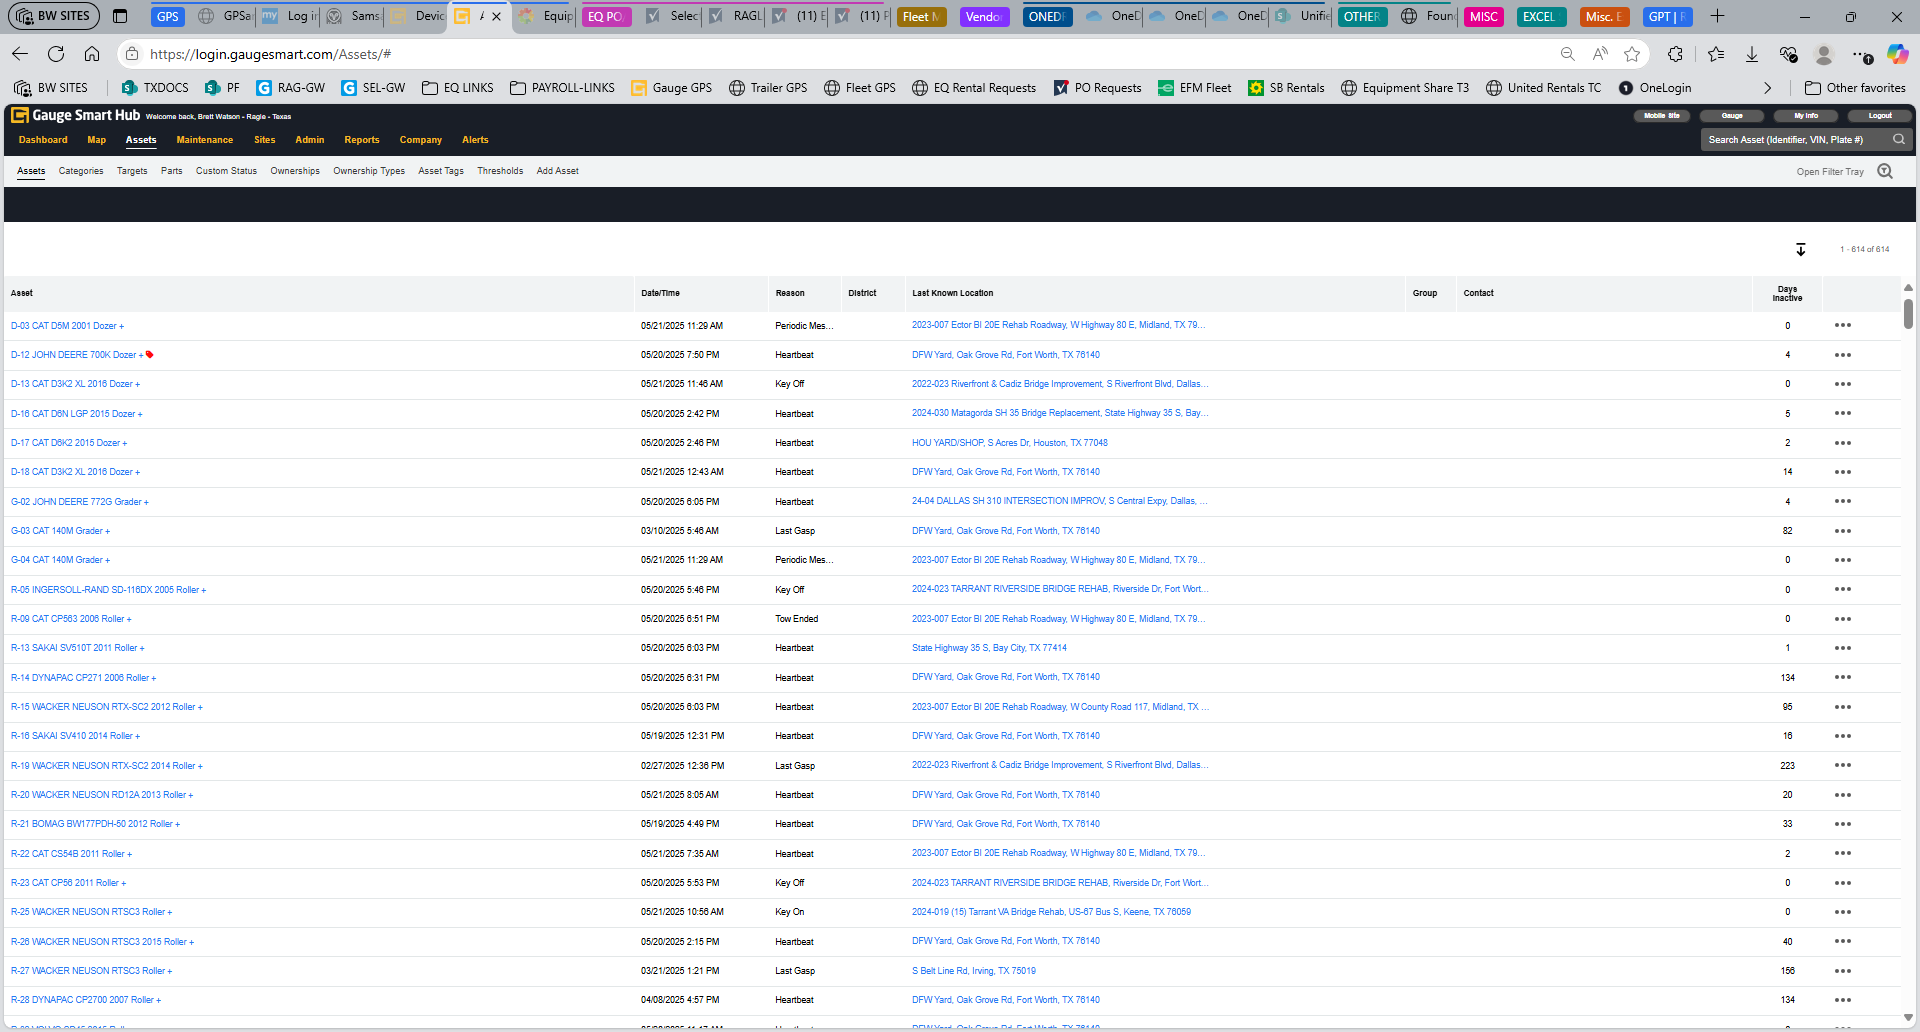 BW SITES GPS GPSar Log in Sams Devic A Equip EQ PO Selec RAGL (11) E (11) F Fleet M Vendo ONEDR OneD OneD OneD Unifie OTHER Foun MISC EXCEL Misc. E GPT | R
https://login.gaugesmart.com/Assets/#
BW SITES TXDOCS PF RAG-GW SEL-GW EQ LINKS PAYROLL-LINKS Gauge GPS Trailer GPS Fleet GPS EQ Rental Requests PO Requests EFM Fleet SB Rentals Equipment Share T3 United Rentals TC OneLogin Other favorites
Gauge Smart Hub Welcome back, Brett Watson - Ragle - Texas Mobile Site Gauge My Info Logout
Dashboard Map Assets Maintenance Sites Admin Reports Company Alerts Search Asset (Identifier, VIN, Plate #)
Assets Categories Targets Parts Custom Status Ownerships Ownership Types Asset Tags Thresholds Add Asset Open Filter Tray
1 - 614 of 614
Asset Date/Time Reason District Last Known Location Group Contact Days Inactive
D-03 CAT D5M 2001 Dozer + 05/21/2025 11:29 AM Periodic Mes... 2023-007 Ector BI 20E Rehab Roadway, W Highway 80 E, Midland, TX 79... 0
D-12 JOHN DEERE 700K Dozer + 05/20/2025 7:50 PM Heartbeat DFW Yard, Oak Grove Rd, Fort Worth, TX 76140 4
D-13 CAT D3K2 XL 2016 Dozer + 05/21/2025 11:46 AM Key Off 2022-023 Riverfront & Cadiz Bridge Improvement, S Riverfront Blvd, Dallas... 0
D-16 CAT D6N LGP 2015 Dozer + 05/20/2025 2:42 PM Heartbeat 2024-030 Matagorda SH 35 Bridge Replacement, State Highway 35 S, Bay... 5
D-17 CAT D6K2 2015 Dozer + 05/20/2025 2:46 PM Heartbeat HOU YARD/SHOP, S Acres Dr, Houston, TX 77048 2
D-18 CAT D3K2 XL 2016 Dozer + 05/21/2025 12:43 AM Heartbeat DFW Yard, Oak Grove Rd, Fort Worth, TX 76140 14
G-02 JOHN DEERE 772G Grader + 05/20/2025 6:05 PM Heartbeat 24-04 DALLAS SH 310 INTERSECTION IMPROV, S Central Expy, Dallas, ... 4
G-03 CAT 140M Grader + 03/10/2025 5:46 AM Last Gasp DFW Yard, Oak Grove Rd, Fort Worth, TX 76140 82
G-04 CAT 140M Grader + 05/21/2025 11:29 AM Periodic Mes... 2023-007 Ector BI 20E Rehab Roadway, W Highway 80 E, Midland, TX 79... 0
R-05 INGERSOLL-RAND SD-116DX 2005 Roller + 05/20/2025 5:46 PM Key Off 2024-023 TARRANT RIVERSIDE BRIDGE REHAB, Riverside Dr, Fort Wort... 0
R-09 CAT CP563 2006 Roller + 05/20/2025 6:51 PM Tow Ended 2023-007 Ector BI 20E Rehab Roadway, W Highway 80 E, Midland, TX 79... 0
R-13 SAKAI SV510T 2011 Roller + 05/20/2025 6:03 PM Heartbeat State Highway 35 S, Bay City, TX 77414 1
R-14 DYNAPAC CP271 2006 Roller + 05/20/2025 6:31 PM Heartbeat DFW Yard, Oak Grove Rd, Fort Worth, TX 76140 134
R-15 WACKER NEUSON RTX-SC2 2012 Roller + 05/20/2025 6:03 PM Heartbeat 2023-007 Ector BI 20E Rehab Roadway, W County Road 117, Midland, TX ... 95
R-16 SAKAI SV410 2014 Roller + 05/19/2025 12:31 PM Heartbeat DFW Yard, Oak Grove Rd, Fort Worth, TX 76140 16
R-19 WACKER NEUSON RTX-SC2 2014 Roller + 02/27/2025 12:36 PM Last Gasp 2022-023 Riverfront & Cadiz Bridge Improvement, S Riverfront Blvd, Dallas... 223
R-20 WACKER NEUSON RD12A 2013 Roller + 05/21/2025 8:05 AM Heartbeat DFW Yard, Oak Grove Rd, Fort Worth, TX 76140 20
R-21 BOMAG BW177PDH-50 2012 Roller + 05/19/2025 4:49 PM Heartbeat DFW Yard, Oak Grove Rd, Fort Worth, TX 76140 33
R-22 CAT CS54B 2011 Roller + 05/21/2025 7:35 AM Heartbeat 2023-007 Ector BI 20E Rehab Roadway, W Highway 80 E, Midland, TX 79... 2
R-23 CAT CP56 2011 Roller + 05/20/2025 5:53 PM Key Off 2024-023 TARRANT RIVERSIDE BRIDGE REHAB, Riverside Dr, Fort Wort... 0
R-25 WACKER NEUSON RTSC3 Roller + 05/21/2025 10:56 AM Key On 2024-019 (15) Tarrant VA Bridge Rehab, US-67 Bus S, Keene, TX 76059 0
R-26 WACKER NEUSON RTSC3 2015 Roller + 05/20/2025 2:15 PM Heartbeat DFW Yard, Oak Grove Rd, Fort Worth, TX 76140 40
R-27 WACKER NEUSON RTSC3 Roller + 03/21/2025 1:21 PM Last Gasp S Belt Line Rd, Irving, TX 75019 156
R-28 DYNAPAC CP2700 2007 Roller + 04/08/2025 4:57 PM Heartbeat DFW Yard, Oak Grove Rd, Fort Worth, TX 76140 134